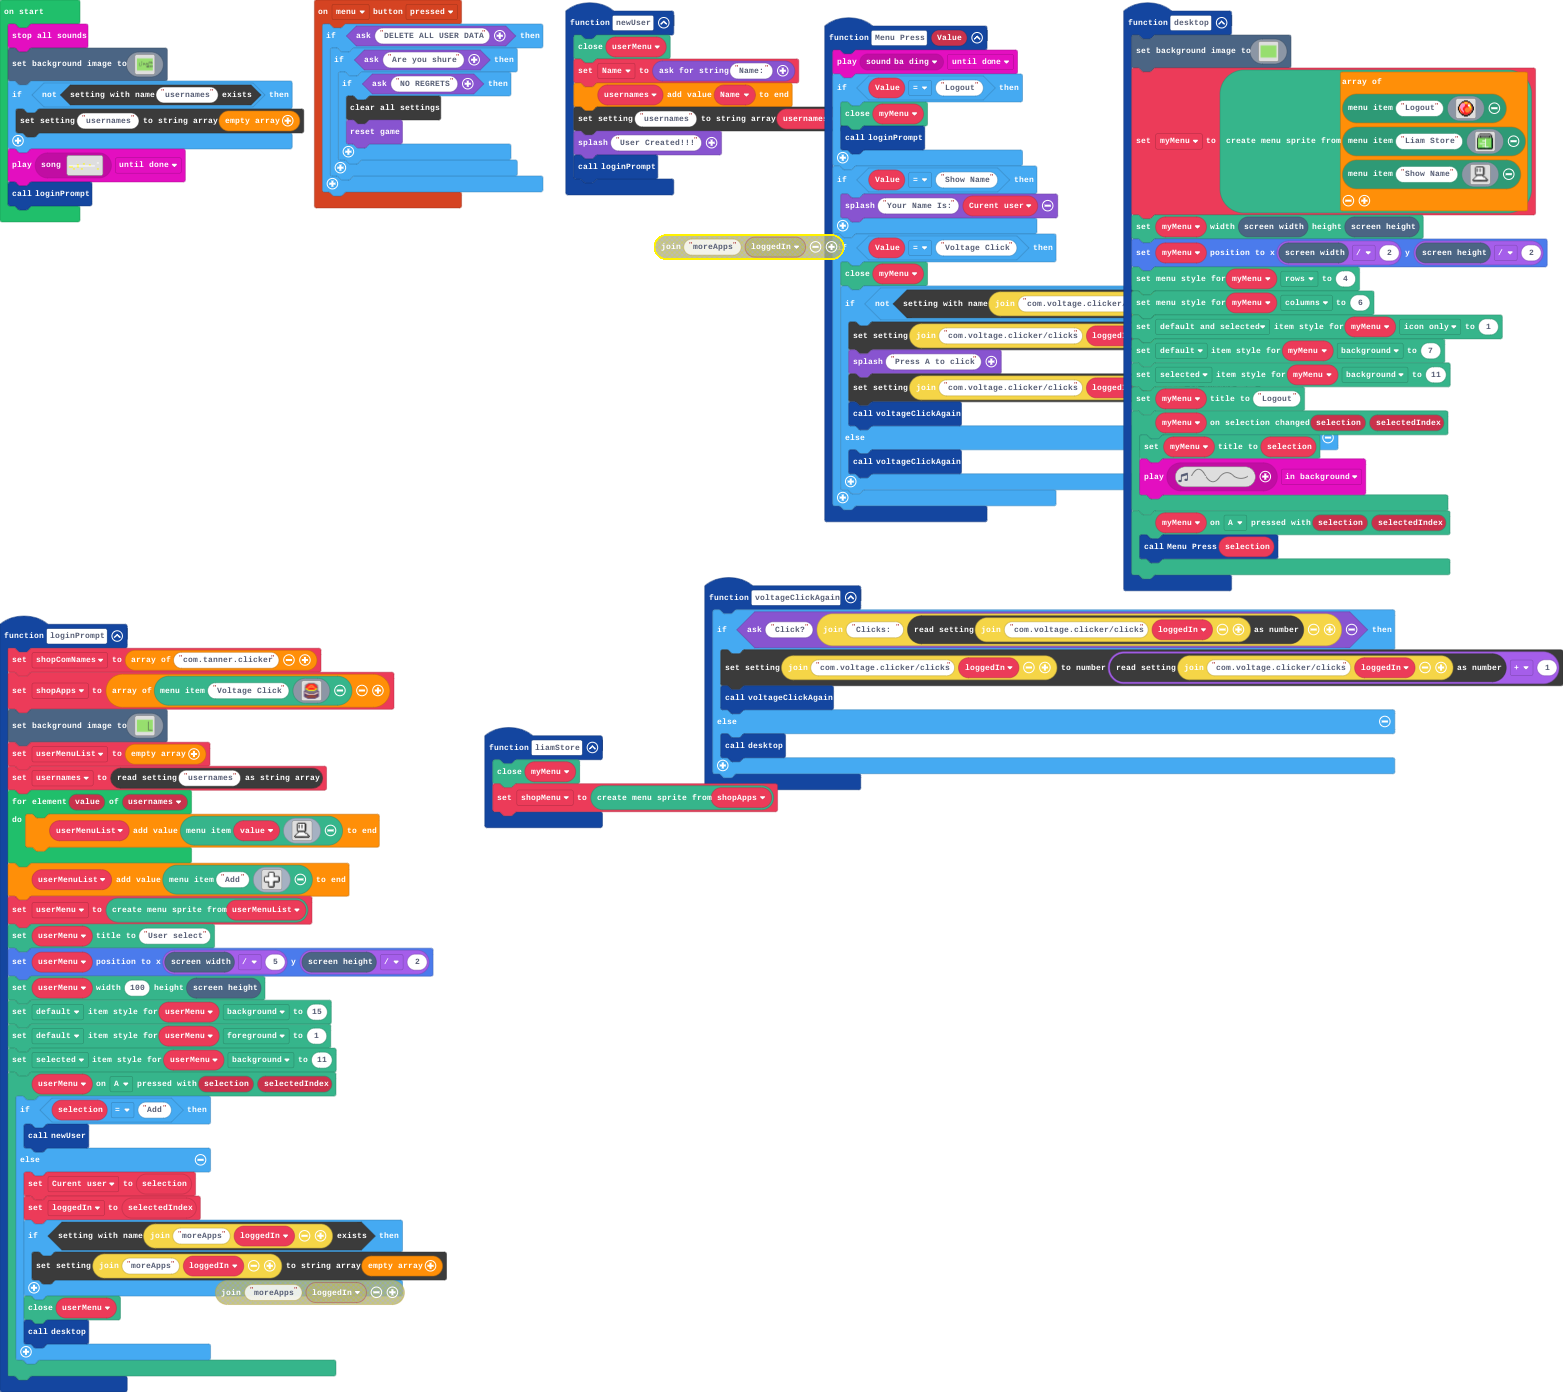 on start
stop all sounds
set background image to
if not setting with name "usernames" exists then
set setting "usernames" to string array empty array
play song until done
call loginPrompt
on menu button pressed
if ask "DELETE ALL USER DATA" then
if ask "Are you shure" then
if ask "NO REGRETS" then
clear all settings
reset game
function newUser
close userMenu
set Name to ask for string "Name:"
usernames add value Name to end
set setting "usernames" to string array
splash "User Created!!!"
call loginPrompt
function Menu Press Value
play sound ba ding until done
if Value = "Logout" then
close myMenu
call loginPrompt
if Value = "Show Name" then
splash "Your Name Is:" Curent user
join "moreApps" loggedIn
if Value = "Voltage Click" then
close myMenu
if not setting with name join "com.voltage.clicker/
set setting join "com.voltage.clicker/clicks"
splash "Press A to click"
set setting join "com.voltage.clicker/clicks"
call voltageClickAgain
else
call voltageClickAgain
function desktop
set background image to
set myMenu to create menu sprite from array of
menu item "Logout"
menu item "Liam Store"
menu item "Show Name"
set myMenu width screen width height screen height
set myMenu position to x screen width / 2 y screen height / 2
set menu style for myMenu rows to 4
set menu style for myMenu columns to 6
set default and selected item style for myMenu icon only to 1
set default item style for myMenu background to 7
set selected item style for myMenu background to 11
set myMenu title to "Logout"
myMenu on selection changed selection selectedIndex
set myMenu title to selection
play in background
myMenu on A pressed with selection selectedIndex
call Menu Press selection
function loginPrompt
set shopComNames to array of "com.tanner.clicker"
set shopApps to array of menu item "Voltage Click"
set background image to
set userMenuList to empty array
set usernames to read setting "usernames" as string array
for element value of usernames
do
userMenuList add value menu item value to end
userMenuList add value menu item "Add" to end
set userMenu to create menu sprite from userMenuList
set userMenu title to "User select"
set userMenu position to x screen width / 5 y screen height / 2
set userMenu width 100 height screen height
set default item style for userMenu background to 15
set default item style for userMenu foreground to 1
set selected item style for userMenu background to 11
userMenu on A pressed with selection selectedIndex
if selection = "Add" then
call newUser
else
set Curent user to selection
set loggedIn to selectedIndex
if setting with name join "moreApps" loggedIn exists then
set setting join "moreApps" loggedIn to string array empty array
join "moreApps" loggedIn
close userMenu
call desktop
function voltageClickAgain
if ask "Click?" join "Clicks: " read setting join "com.voltage.clicker/clicks" loggedIn as number then
set setting join "com.voltage.clicker/clicks" loggedIn to number read setting join "com.voltage.clicker/clicks" loggedIn as number + 1
call voltageClickAgain
else
call desktop
function liamStore
close myMenu
set shopMenu to create menu sprite from shopApps